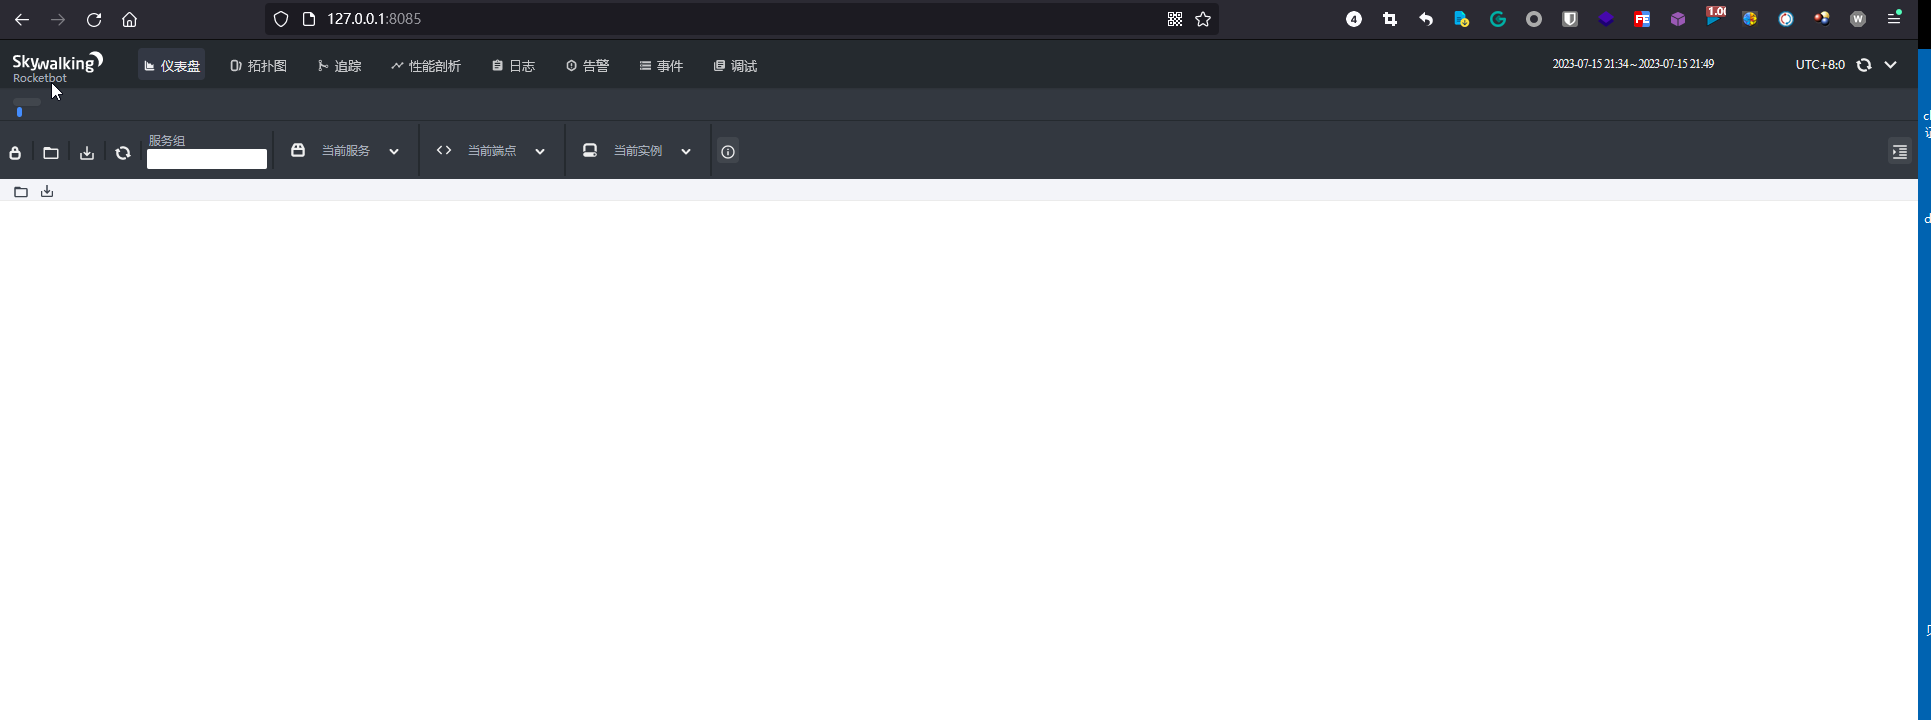 127.0.0.1:8085
4
1.00
Skywalking
Rocketbot
仪表盘 拓扑图 追踪 性能剖析 日志 告警 事件 调试
2023-07-15 21:34~2023-07-15 21:49
UTC+8:0
服务组
当前服务 当前端点 当前实例